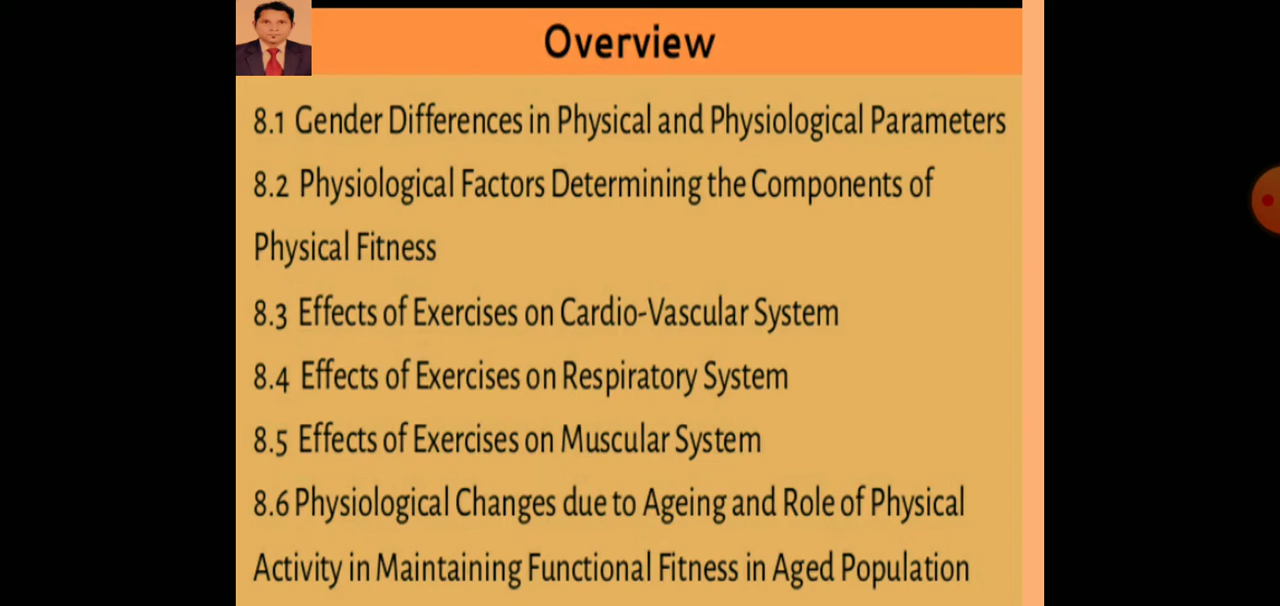 Overview
8.1 Gender Differences in Physical and Physiological Parameters
8.2 Physiological Factors Determining the Components of
Physical Fitness
8.3 Effects of Exercises on Cardio-Vascular System
8.4 Effects of Exercises on Respiratory System
8.5 Effects of Exercises on Muscular System
8.6 Physiological Changes due to Ageing and Role of Physical
Activity in Maintaining Functional Fitness in Aged Population